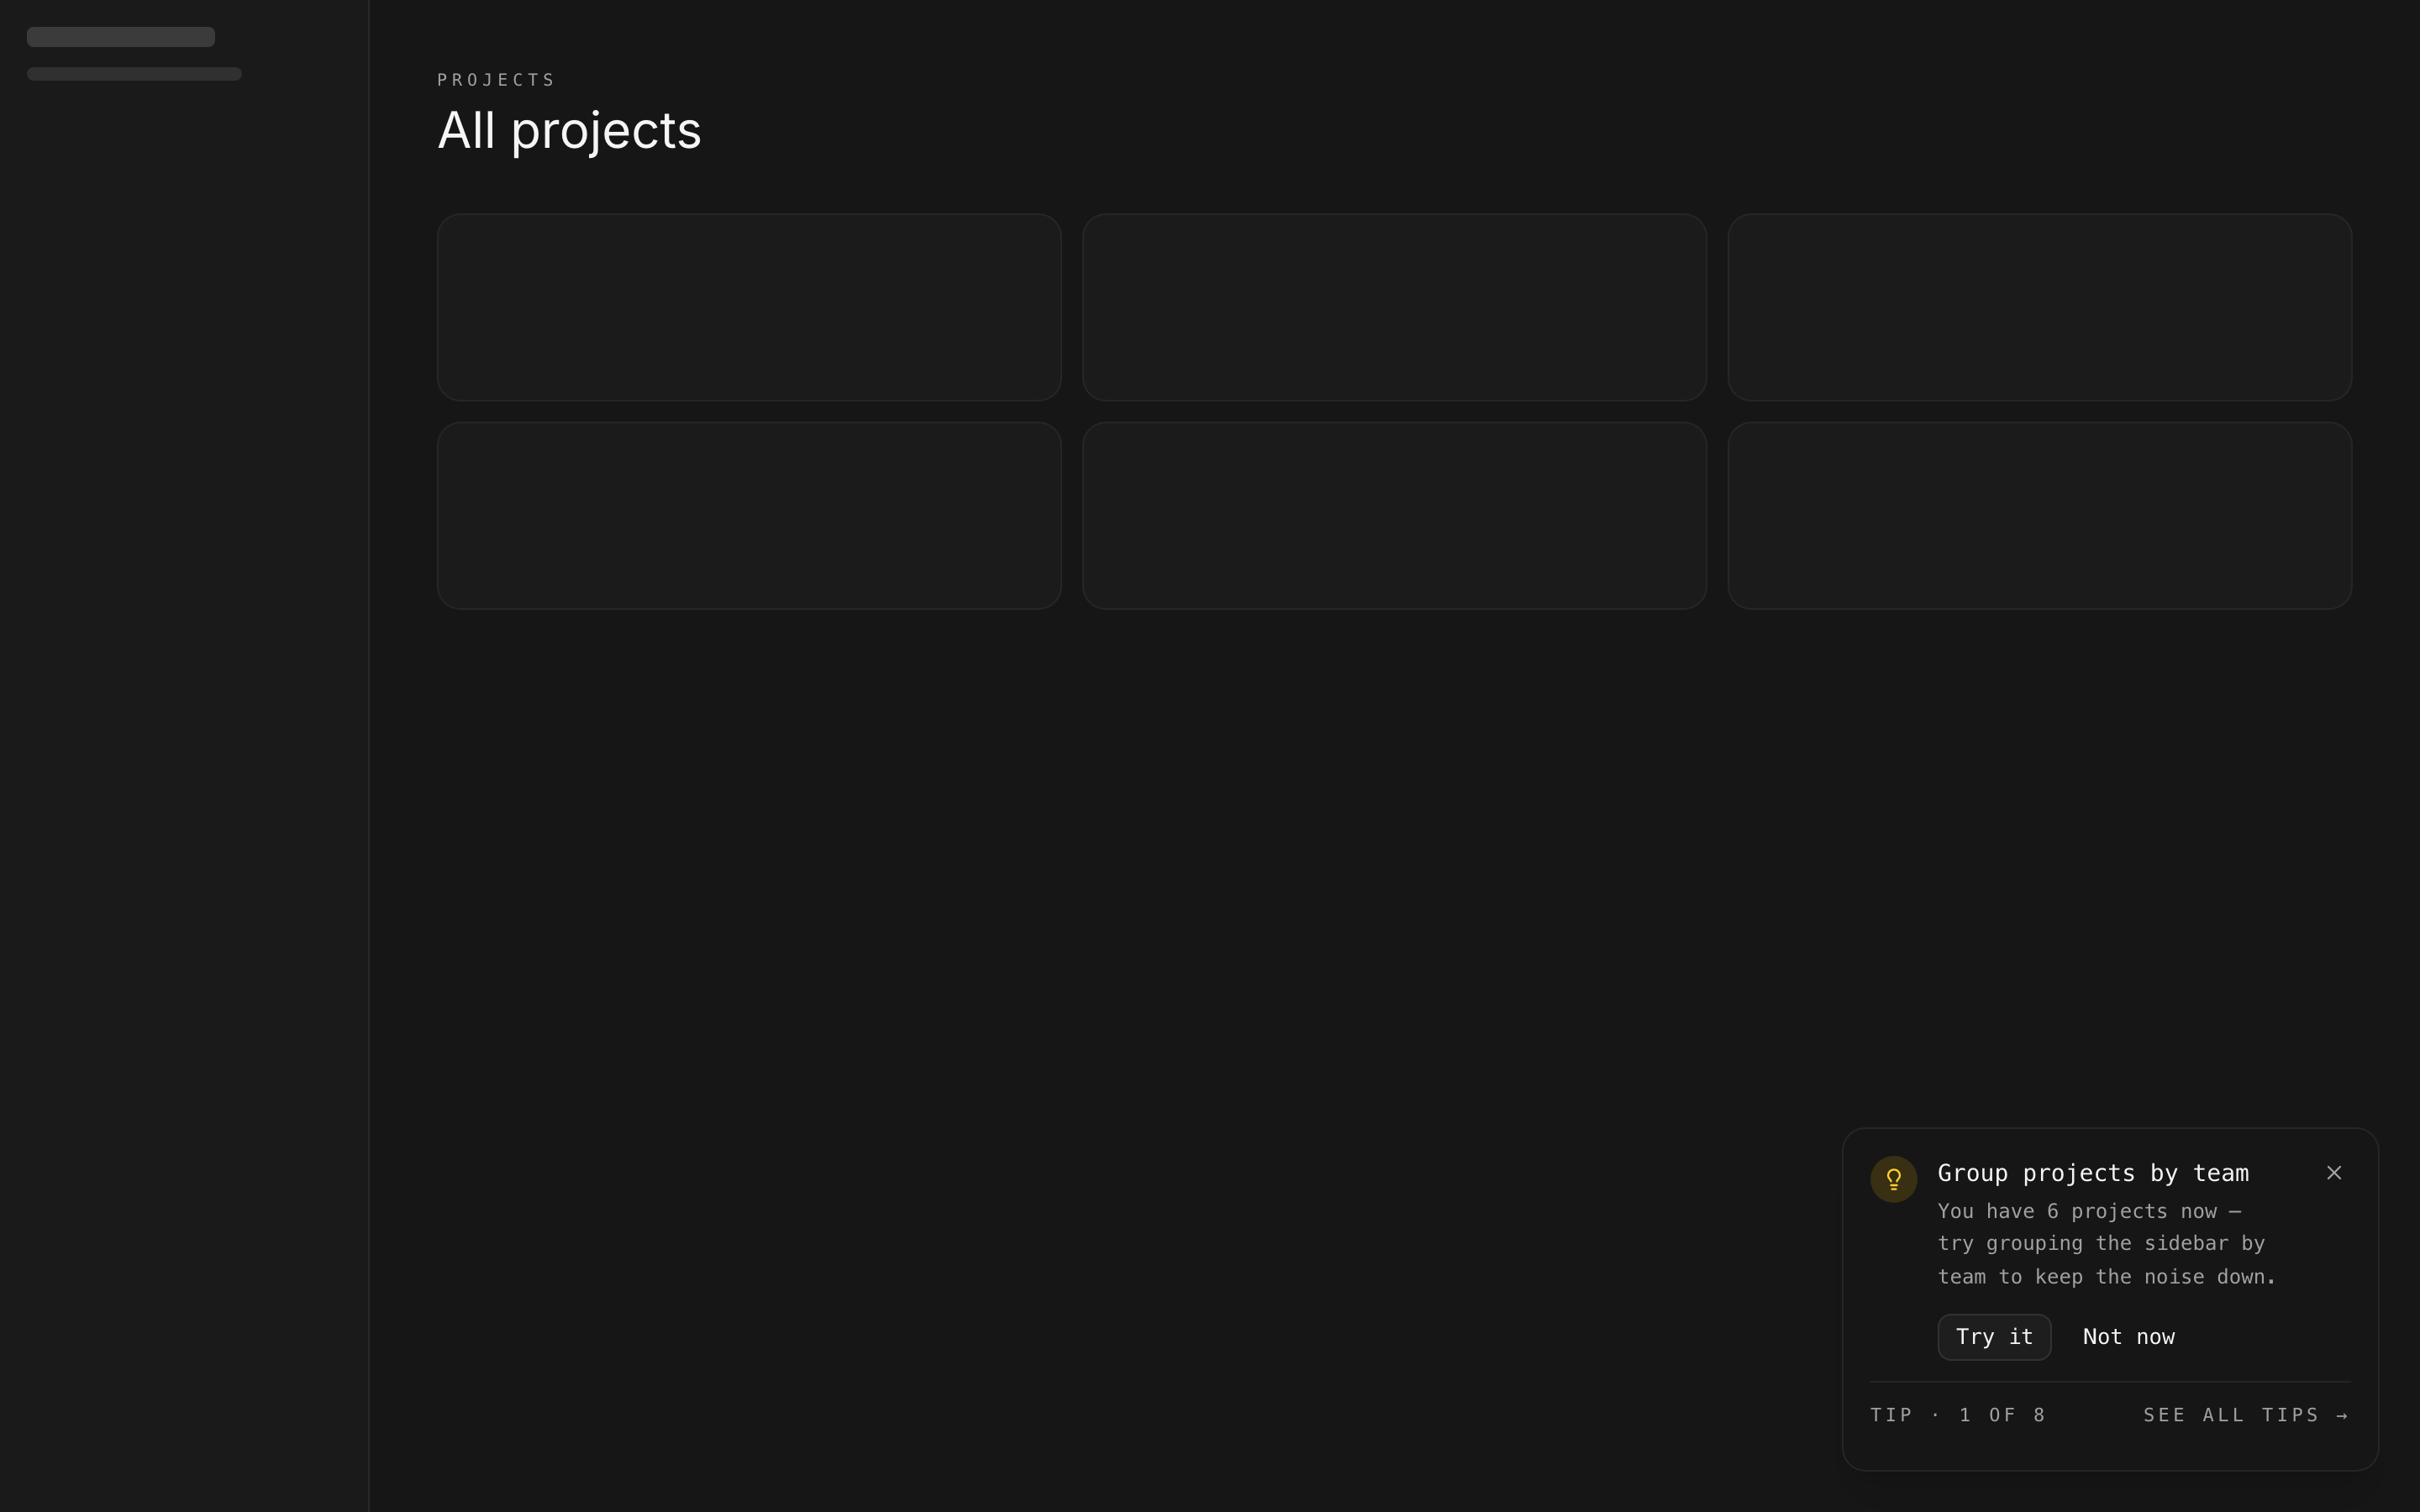 PROJECTS
All projects
Group projects by team
You have 6 projects now —
try grouping the sidebar by
team to keep the noise down.
Try it
Not now
TIP · 1 OF 8
SEE ALL TIPS →